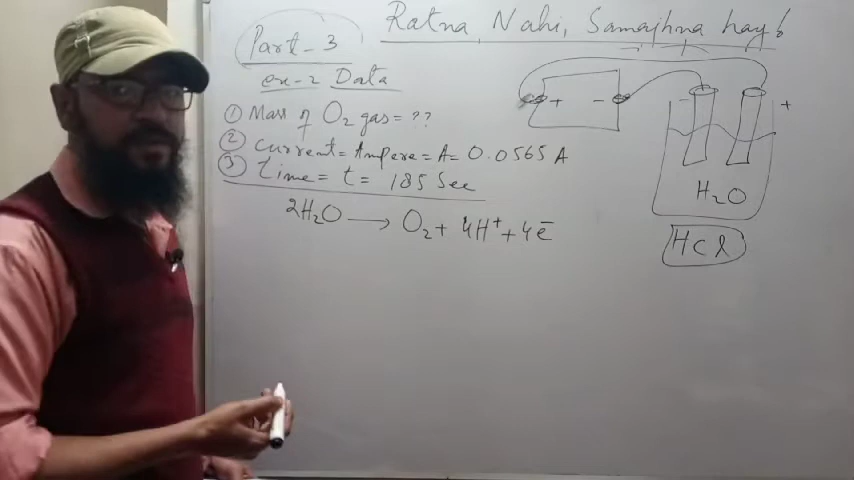 Ratna, Nahi, Samajhna hay 6
Part-3
ex-2 Data
① Mass of O₂ gas = ??
② Current = Ampere = A = 0.0565 A
③ time = t = 185 Sec
2H₂O → O₂ + 4H⁺ + 4e⁻
+ −
− +
H₂O
HCl